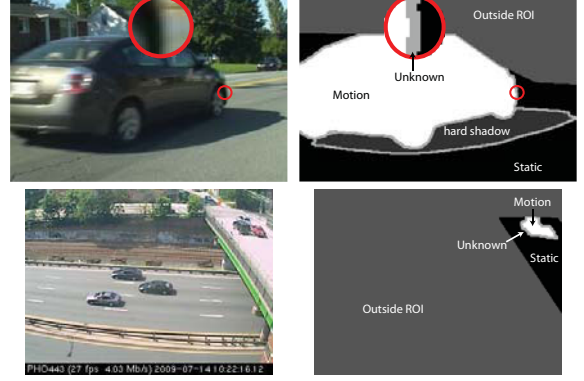 Outside ROI
Unknown
Motion
hard shadow
Static
Motion
Unknown
Static
Outside ROI
PHO443 (27 fps  4.03 Mb/s) 2009-07-14 10:22:16.12